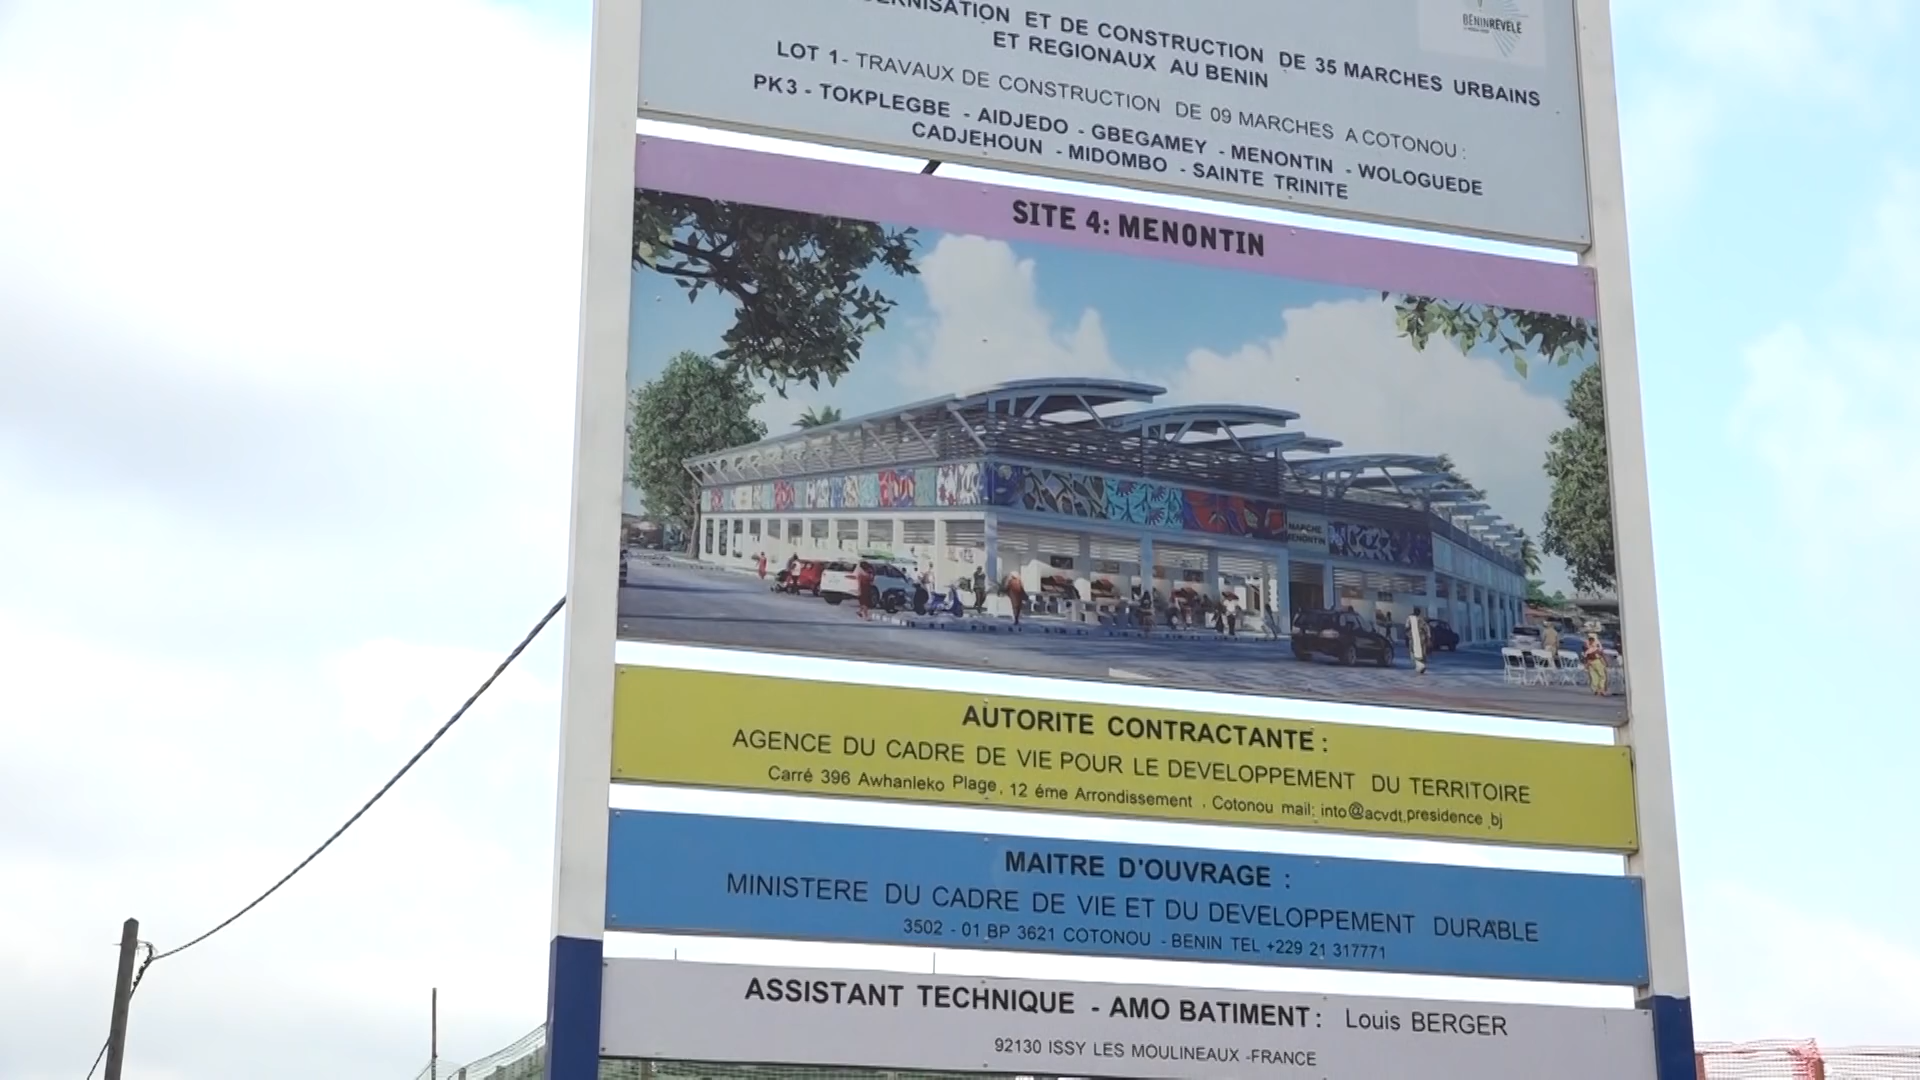 BENINREVELE
ERNISATION ET DE CONSTRUCTION DE 35 MARCHES URBAINS
ET REGIONAUX AU BENIN
LOT 1- TRAVAUX DE CONSTRUCTION DE 09 MARCHES A COTONOU :
PK3 - TOKPLEGBE - AIDJEDO - GBEGAMEY - MENONTIN - WOLOGUEDE
CADJEHOUN - MIDOMBO - SAINTE TRINITE
SITE 4: MENONTIN
MARCHE
MENONTIN
AUTORITE CONTRACTANTE :
AGENCE DU CADRE DE VIE POUR LE DEVELOPPEMENT DU TERRITOIRE
Carré 396 Awhanleko Plage, 12 éme Arrondissement , Cotonou mail: into@acvdt.presidence bj
MAITRE D'OUVRAGE :
MINISTERE DU CADRE DE VIE ET DU DEVELOPPEMENT DURABLE
3502 - 01 BP 3621 COTONOU - BENIN TEL +229 21 317771
ASSISTANT TECHNIQUE - AMO BATIMENT : Louis BERGER
92130 ISSY LES MOULINEAUX -FRANCE